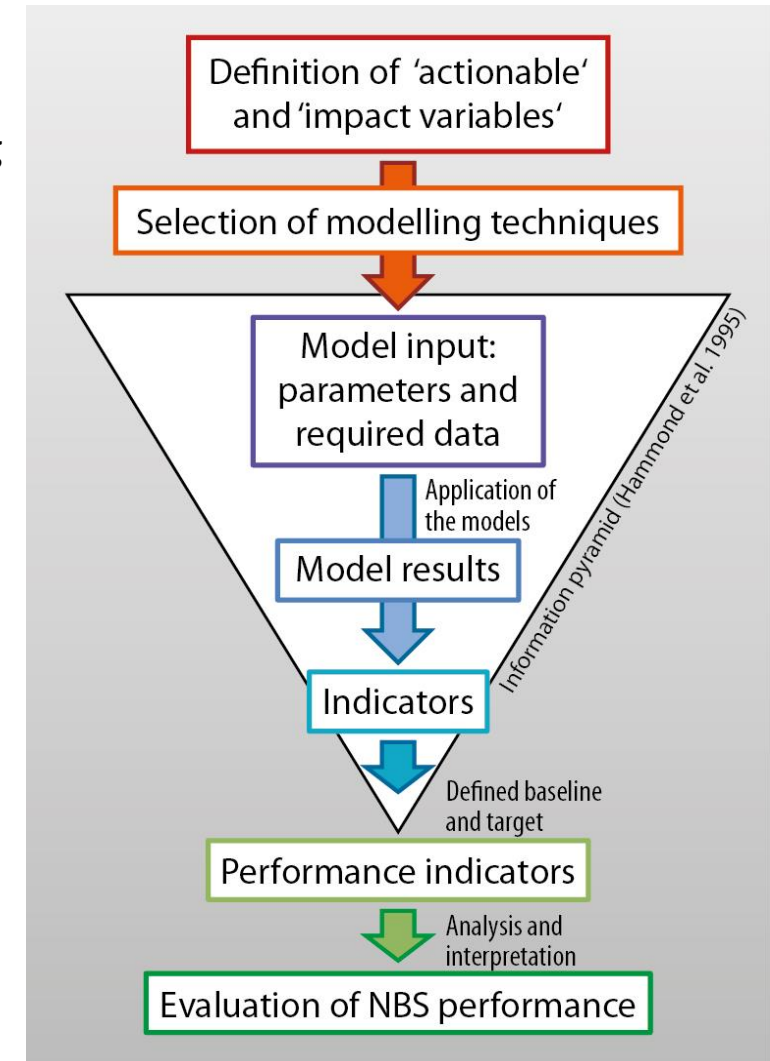 Definition of ‘actionable‘
and ‘impact variables‘
Selection of modelling techniques
Model input:
parameters and
required data
Information pyramid (Hammond et al. 1995)
Application of
the models
Model results
Indicators
Defined baseline
and target
Performance indicators
Analysis and
interpretation
Evaluation of NBS performance